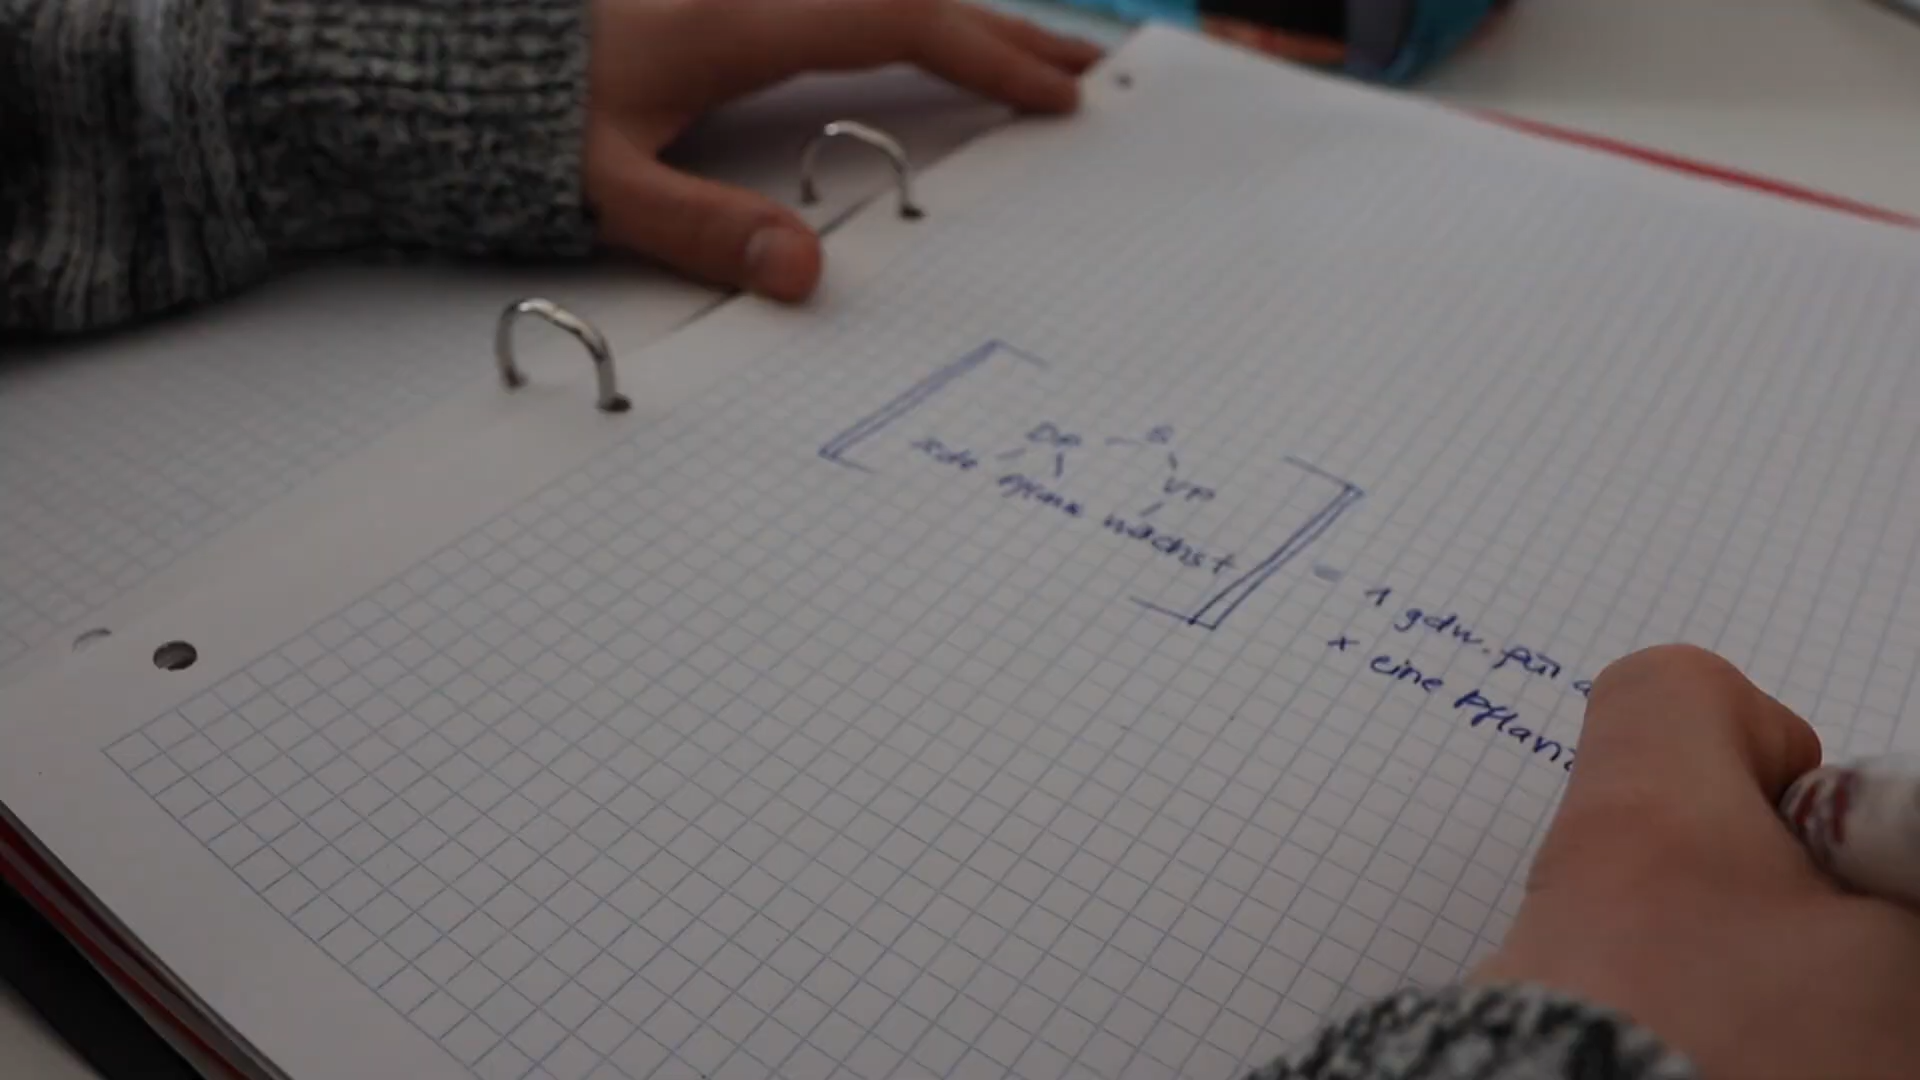 S
DP
VP
jede Pflanze wächst
= 1 gdw. für
x eine Pflanz